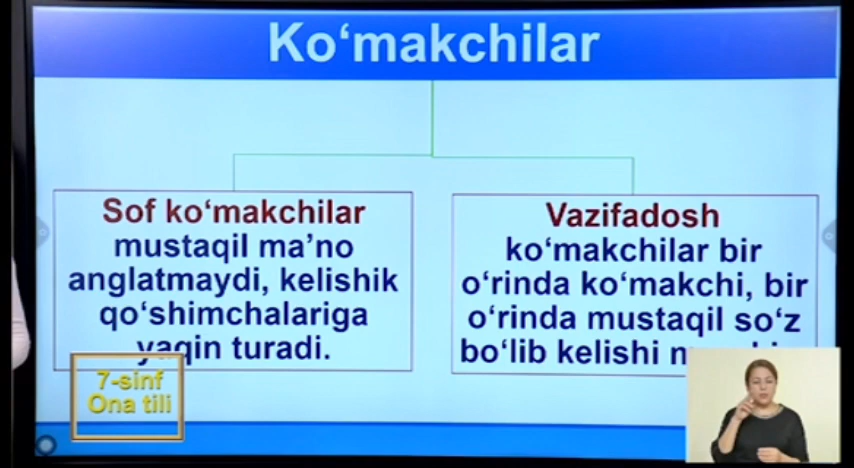 Ko‘makchilar
Sof ko‘makchilar
mustaqil ma’no
anglatmaydi, kelishik
qo‘shimchalariga
yaqin turadi.
Vazifadosh
ko‘makchilar bir
o‘rinda ko‘makchi, bir
o‘rinda mustaqil so‘z
bo‘lib kelishi
7-sinf
Ona tili